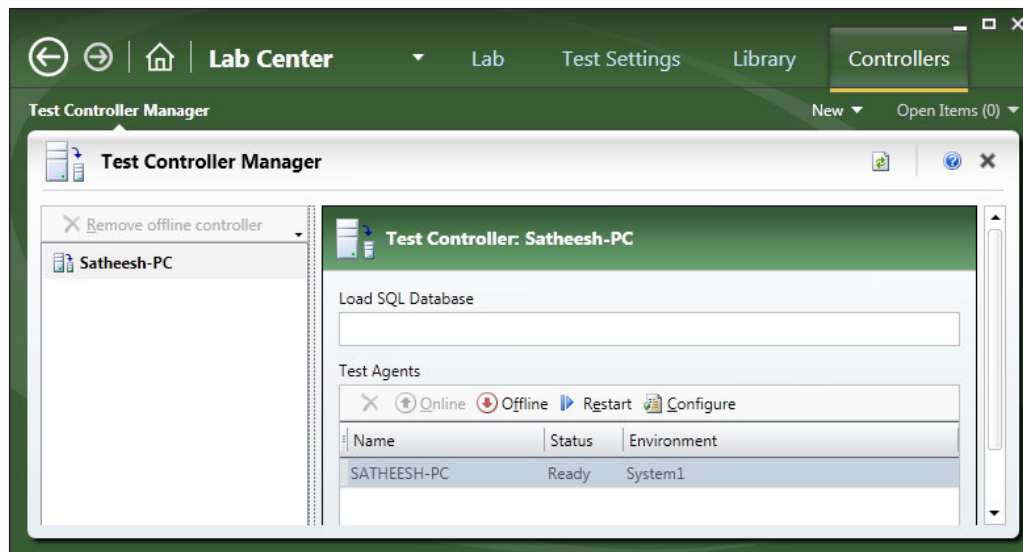 Lab Center Lab Test Settings Library Controllers
Test Controller Manager New Open Items (0)
Test Controller Manager
Remove offline controller
Satheesh-PC
Test Controller: Satheesh-PC
Load SQL Database
Test Agents
Online Offline Restart Configure
Name Status Environment
SATHEESH-PC Ready System1